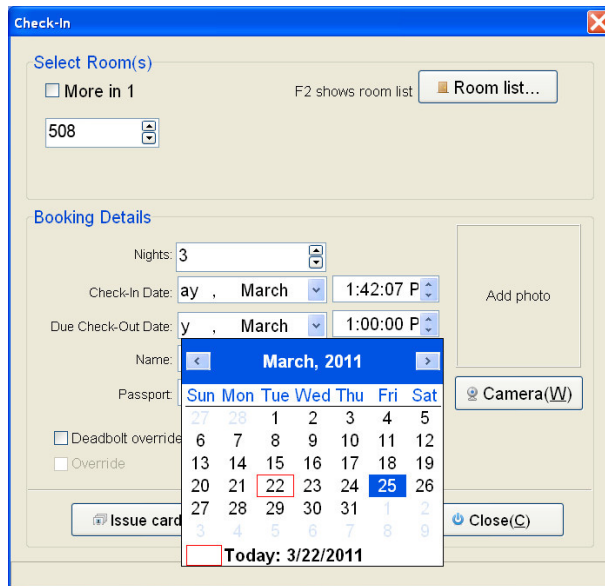 Check-In
Select Room(s)
More in 1
F2 shows room list
Room list...
508
Booking Details
Nights: 3
Check-In Date: ay , March 1:42:07 P
Add photo
Due Check-Out Date: y , March 1:00:00 P
Name:
March, 2011
Passport:
Camera(W)
Sun Mon Tue Wed Thu Fri Sat
27 28 1 2 3 4 5
Deadbolt override
6 7 8 9 10 11 12
Override
13 14 15 16 17 18 19
20 21 22 23 24 25 26
27 28 29 30 31 1 2
Issue card
Close(C)
3 4 5 6 7 8 9
Today: 3/22/2011